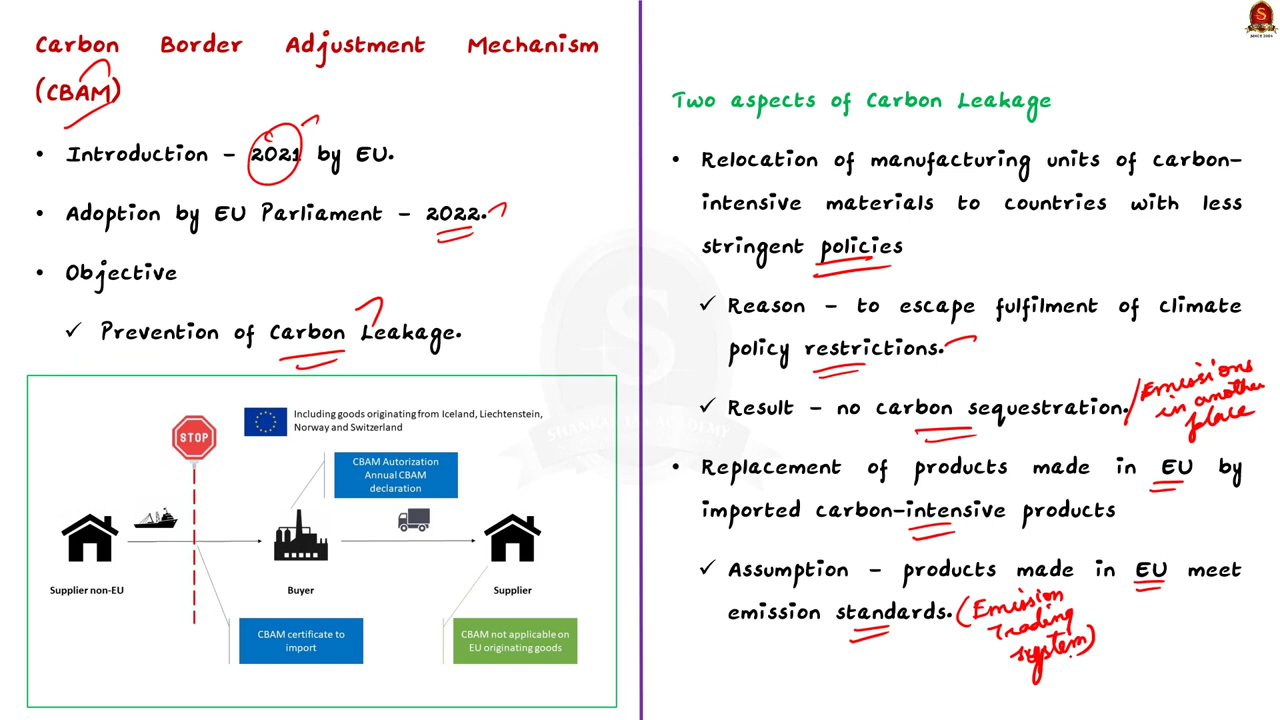 Carbon Border Adjustment Mechanism
(CBAM)
• Introduction – 2021 by EU.
• Adoption by EU Parliament – 2022.
• Objective
✓ Prevention of Carbon Leakage.
STOP
Including goods originating from Iceland, Liechtenstein,
Norway and Switzerland
CBAM Autorization
Annual CBAM
declaration
Supplier non-EU
Buyer
Supplier
CBAM certificate to
import
CBAM not applicable on
EU originating goods
Two aspects of Carbon Leakage
• Relocation of manufacturing units of carbon-
intensive materials to countries with less
stringent policies
✓ Reason – to escape fulfilment of climate
policy restrictions.
✓ Result – no carbon sequestration.
/Emissions
in another
place
• Replacement of products made in EU by
imported carbon-intensive products
✓ Assumption – products made in EU meet
emission standards.
(Emission
Trading
system)
S
SINCE 2004